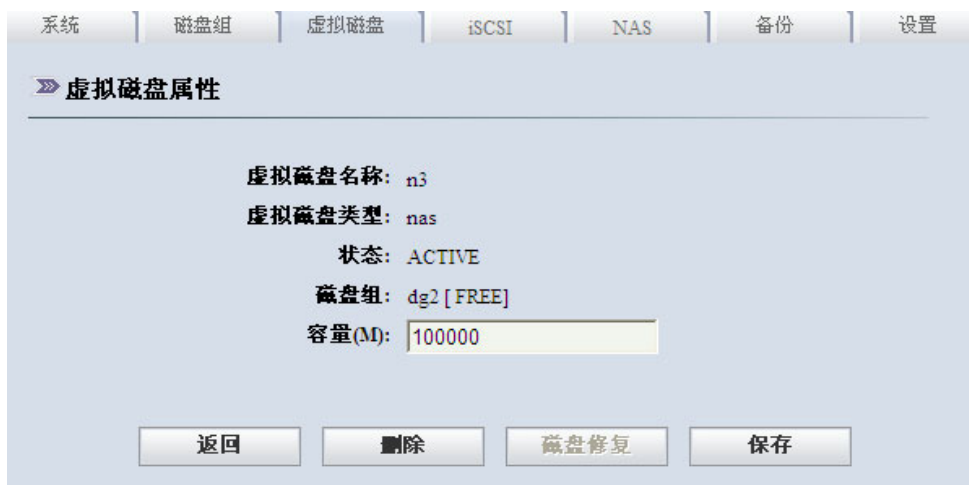 系统 磁盘组 虚拟磁盘 iSCSI NAS 备份 设置
虚拟磁盘属性
虚拟磁盘名称: n3
虚拟磁盘类型: nas
状态: ACTIVE
磁盘组: dg2 [ FREE]
容量(M): 100000
返回 删除 磁盘修复 保存